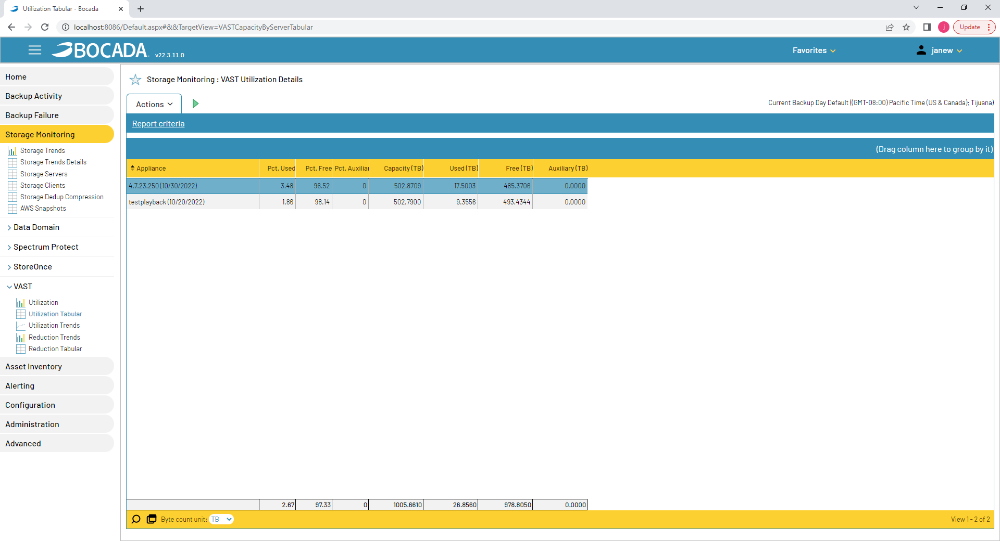 Utilization Tabular - Bocada
localhost:8086/Default.aspx#&&TargetView=VASTCapacityByServerTabular
j
Update
BOCADA v22.3.11.0
Favorites
janew
Home
Backup Activity
Backup Failure
Storage Monitoring
Storage Trends
Storage Trends Details
Storage Servers
Storage Clients
Storage Dedup Compression
AWS Snapshots
Data Domain
Spectrum Protect
StoreOnce
VAST
Utilization
Utilization Tabular
Utilization Trends
Reduction Trends
Reduction Tabular
Asset Inventory
Alerting
Configuration
Administration
Advanced
Storage Monitoring : VAST Utilization Details
Actions
Current Backup Day Default ((GMT-08:00) Pacific Time (US & Canada); Tijuana)
Report criteria
(Drag column here to group by it)
Appliance Pct. Used Pct. Free Pct. Auxiliar Capacity (TB) Used (TB) Free (TB) Auxiliary (TB)
4.7.23.250 (10/30/2022) 3.48 96.52 0 502.8709 17.5003 485.3706 0.0000
testplayback (10/20/2022) 1.86 98.14 0 502.7900 9.3556 493.4344 0.0000
2.67 97.33 0 1005.6610 26.8560 978.8050 0.0000
Byte count unit: TB
View 1 - 2 of 2